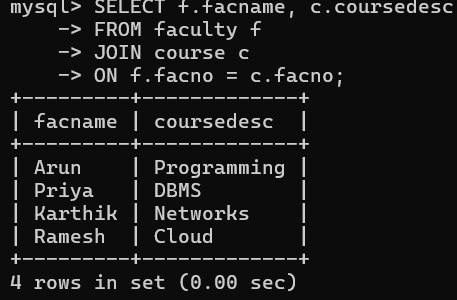 mysql> SELECT f.facname, c.coursedesc
    -> FROM faculty f
    -> JOIN course c
    -> ON f.facno = c.facno;
+---------+-------------+
| facname | coursedesc  |
+---------+-------------+
| Arun    | Programming |
| Priya   | DBMS        |
| Karthik | Networks    |
| Ramesh  | Cloud       |
+---------+-------------+
4 rows in set (0.00 sec)